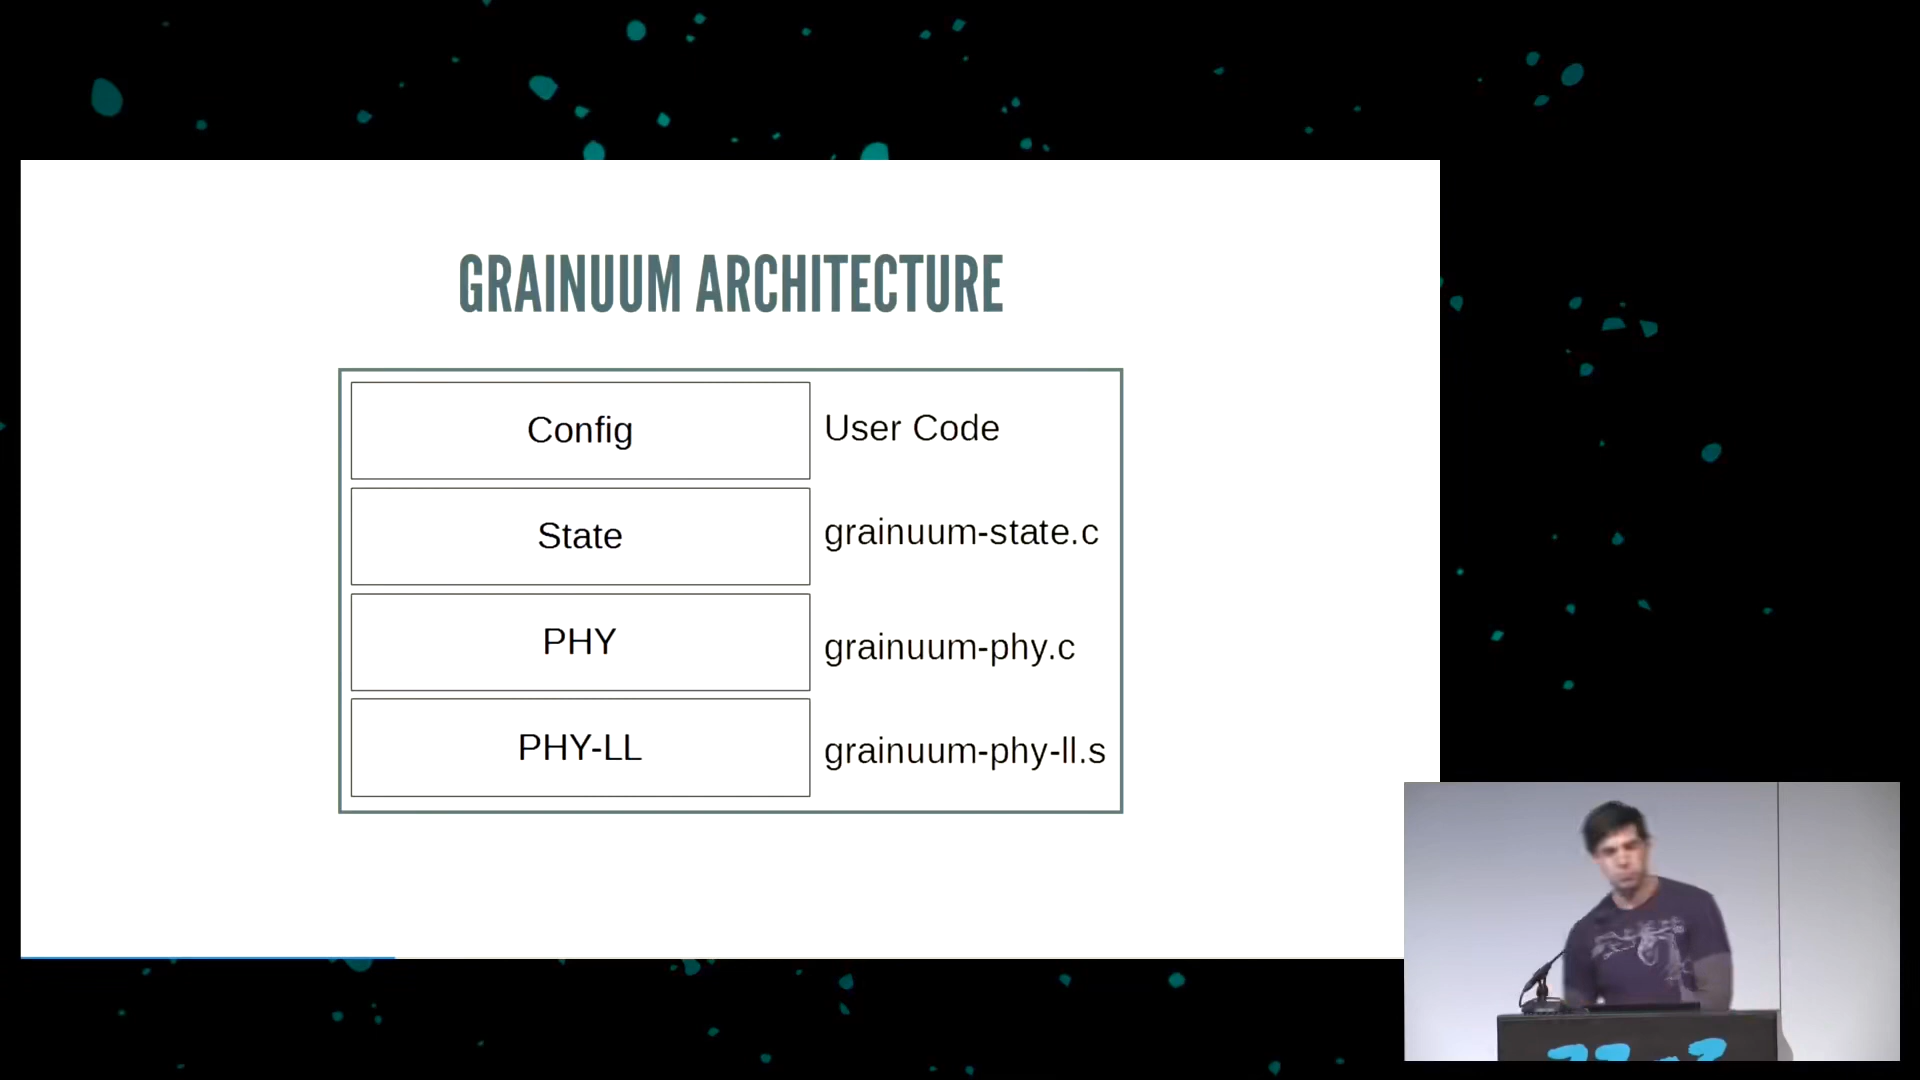 GRAINUUM ARCHITECTURE
Config
User Code
State
grainuum-state.c
PHY
grainuum-phy.c
PHY-LL
grainuum-phy-ll.s